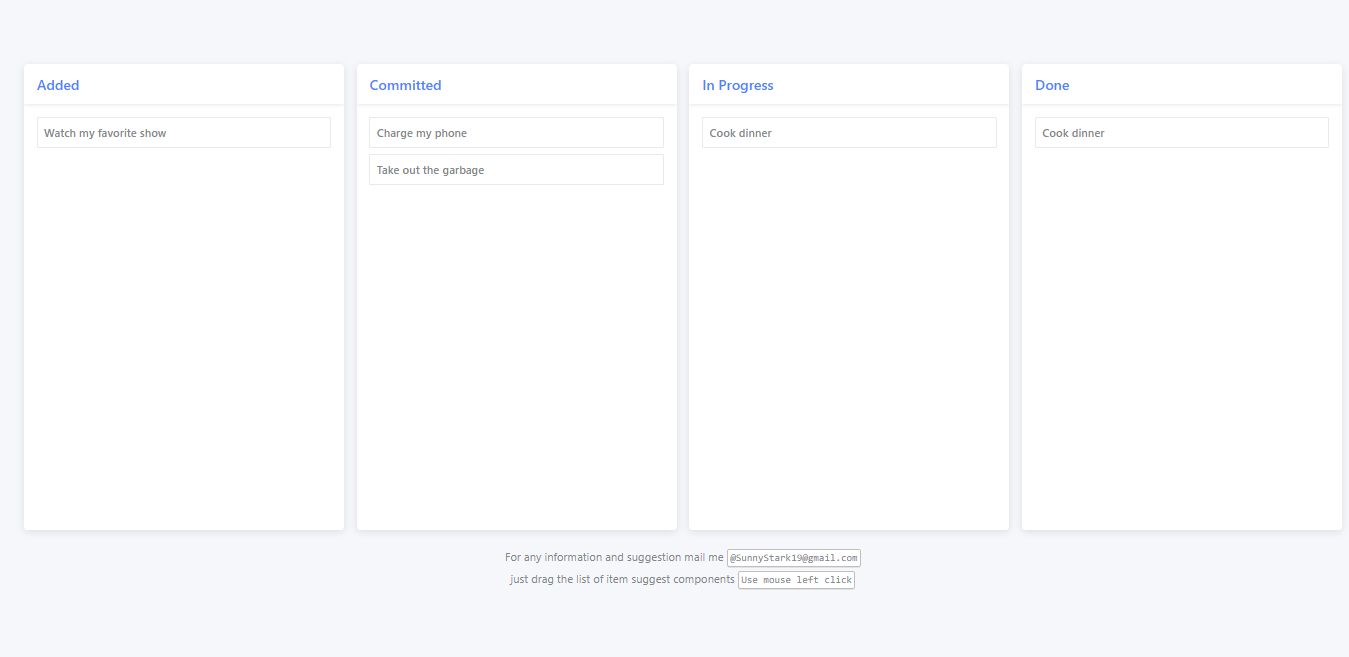 Added
Watch my favorite show
Committed
Charge my phone
Take out the garbage
In Progress
Cook dinner
Done
Cook dinner
For any information and suggestion mail me @SunnyStark19@gmail.com
just drag the list of item suggest components Use mouse left click